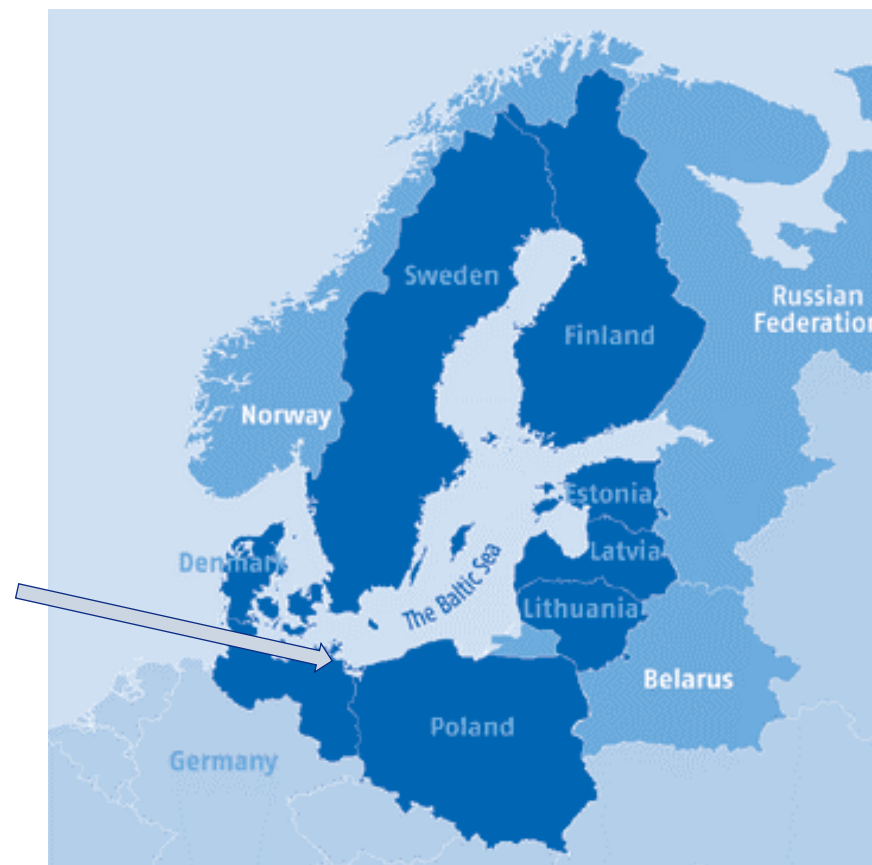 Sweden
Finland
Russian
Federation
Norway
Estonia
Denmark
Latvia
The Baltic Sea
Lithuania
Belarus
Poland
Germany